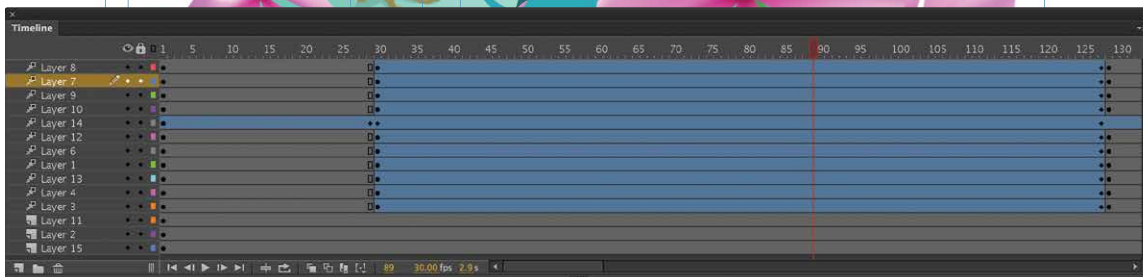 Timeline
1 5 10 15 20 25 30 35 40 45 50 55 60 65 70 75 80 85 90 95 100 105 110 115 120 125 130
Layer 8
Layer 7
Layer 9
Layer 10
Layer 14
Layer 12
Layer 6
Layer 1
Layer 13
Layer 4
Layer 3
Layer 11
Layer 2
Layer 15
89 30.00 fps 2.9 s